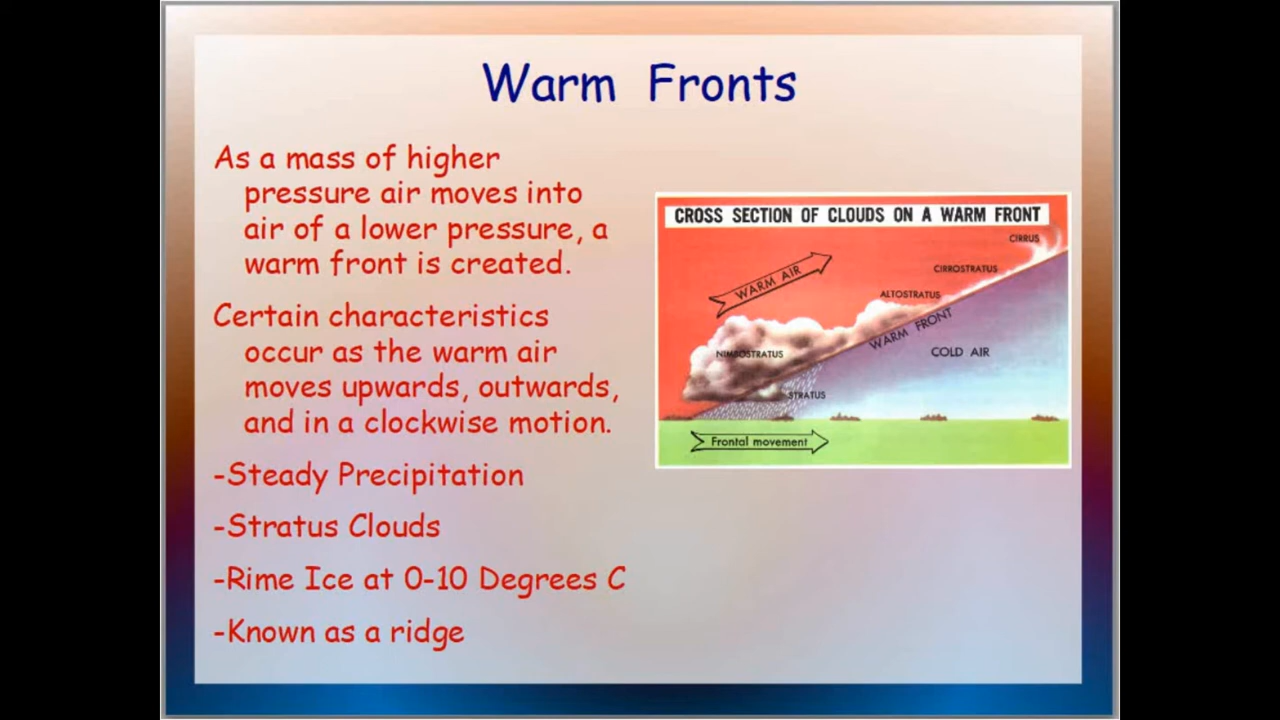 Warm Fronts
As a mass of higher
pressure air moves into
air of a lower pressure, a
warm front is created.
Certain characteristics
occur as the warm air
moves upwards, outwards,
and in a clockwise motion.
-Steady Precipitation
-Stratus Clouds
-Rime Ice at 0-10 Degrees C
-Known as a ridge
CROSS SECTION OF CLOUDS ON A WARM FRONT
CIRRUS
CIRROSTRATUS
WARM AIR
ALTOSTRATUS
WARM FRONT
NIMBOSTRATUS
COLD AIR
STRATUS
Frontal movement